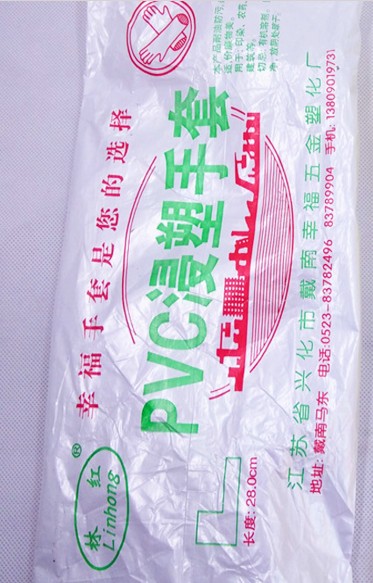 幸福手套是您的选择
林红
®
Linhong
PVC浸塑手套
长度: 28.0cm
江苏省兴化市戴南幸福五金塑化厂
地址: 戴南马东 电话:0523-83782496 83789904 手机: 13809019731